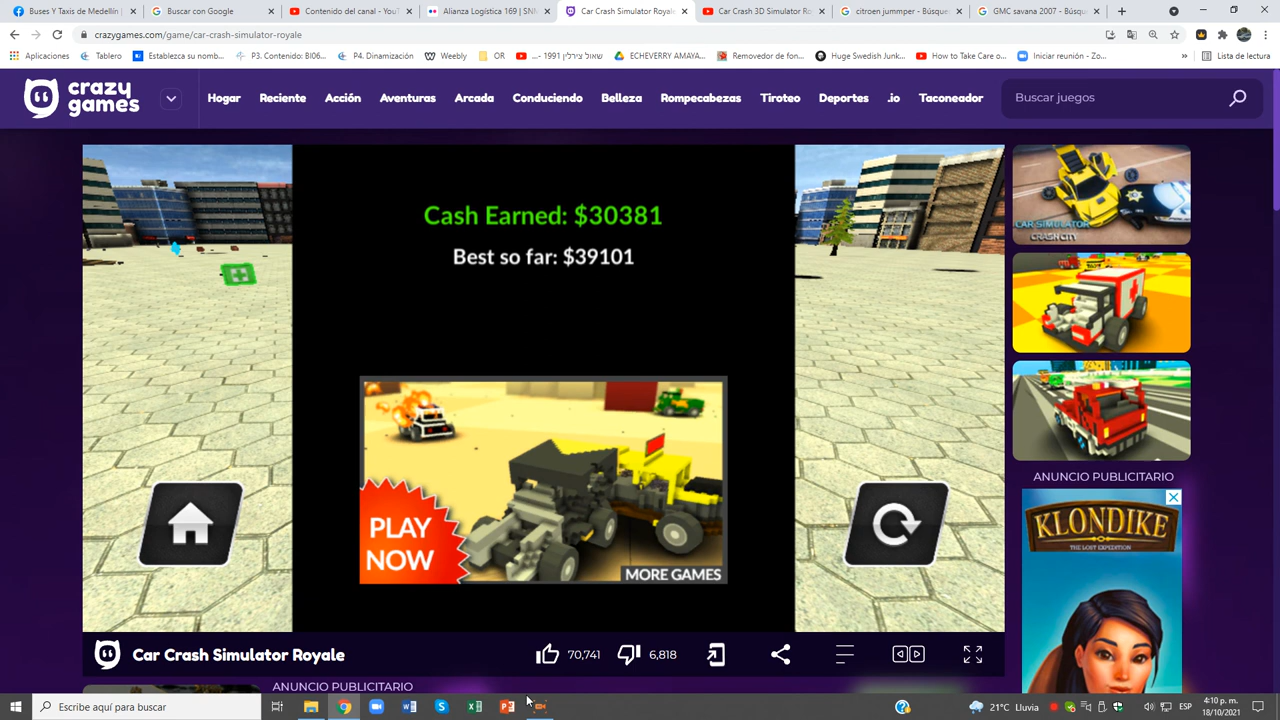 Buses Y Taxis de Medellín |
Buscar con Google
Contenido del canal - YouT
Alianza Logística 169 | SNM
Car Crash Simulator Royale
Car Crash 3D Simulator Ro
citroen jummper - Búsque
GMC savana 2007 - Búsqu
crazygames.com/game/car-crash-simulator-royale
Aplicaciones
Tablero
Establezca su nomb...
P3. Contenido: BI06...
P4. Dinamización
Weebly
OR
שאול צירלין 1991 -...
ECHEVERRY AMAYA...
Removedor de fon...
Huge Swedish Junk...
How to Take Care o...
Iniciar reunión - Zo...
»
Lista de lectura
crazy
games
Hogar
Reciente
Acción
Aventuras
Arcada
Conduciendo
Belleza
Rompecabezas
Tiroteo
Deportes
.io
Taconeador
Buscar juegos
Cash Earned: $30381
Best so far: $39101
PLAY
NOW
MORE GAMES
CAR SIMULATOR
CRASH CITY
ANUNCIO PUBLICITARIO
KLONDIKE
THE LOST EXPEDITION
Car Crash Simulator Royale
70,741
6,818
ANUNCIO PUBLICITARIO
Escribe aquí para buscar
21°C Lluvia
ESP
4:10 p. m.
18/10/2021